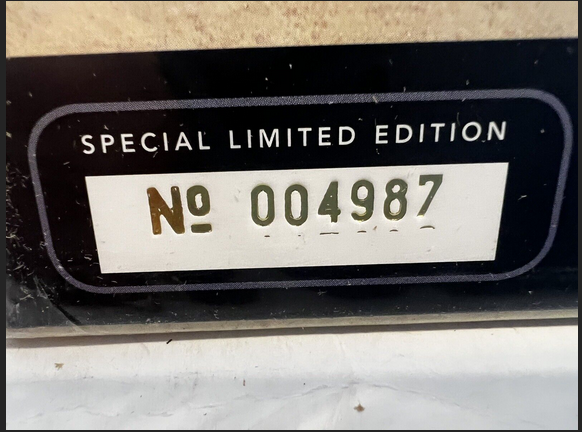 SPECIAL LIMITED EDITION
Nº 004987